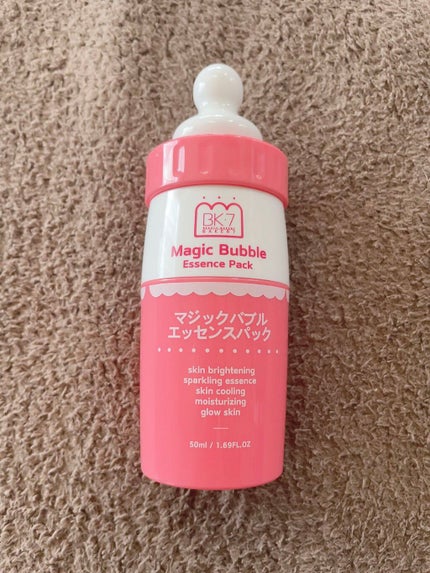 BK:7
Magic Bubble
Essence Pack
マジックバブル
エッセンスパック
skin brightening
sparkling essence
skin cooling
moisturizing
glow skin
50ml / 1.69FL.OZ